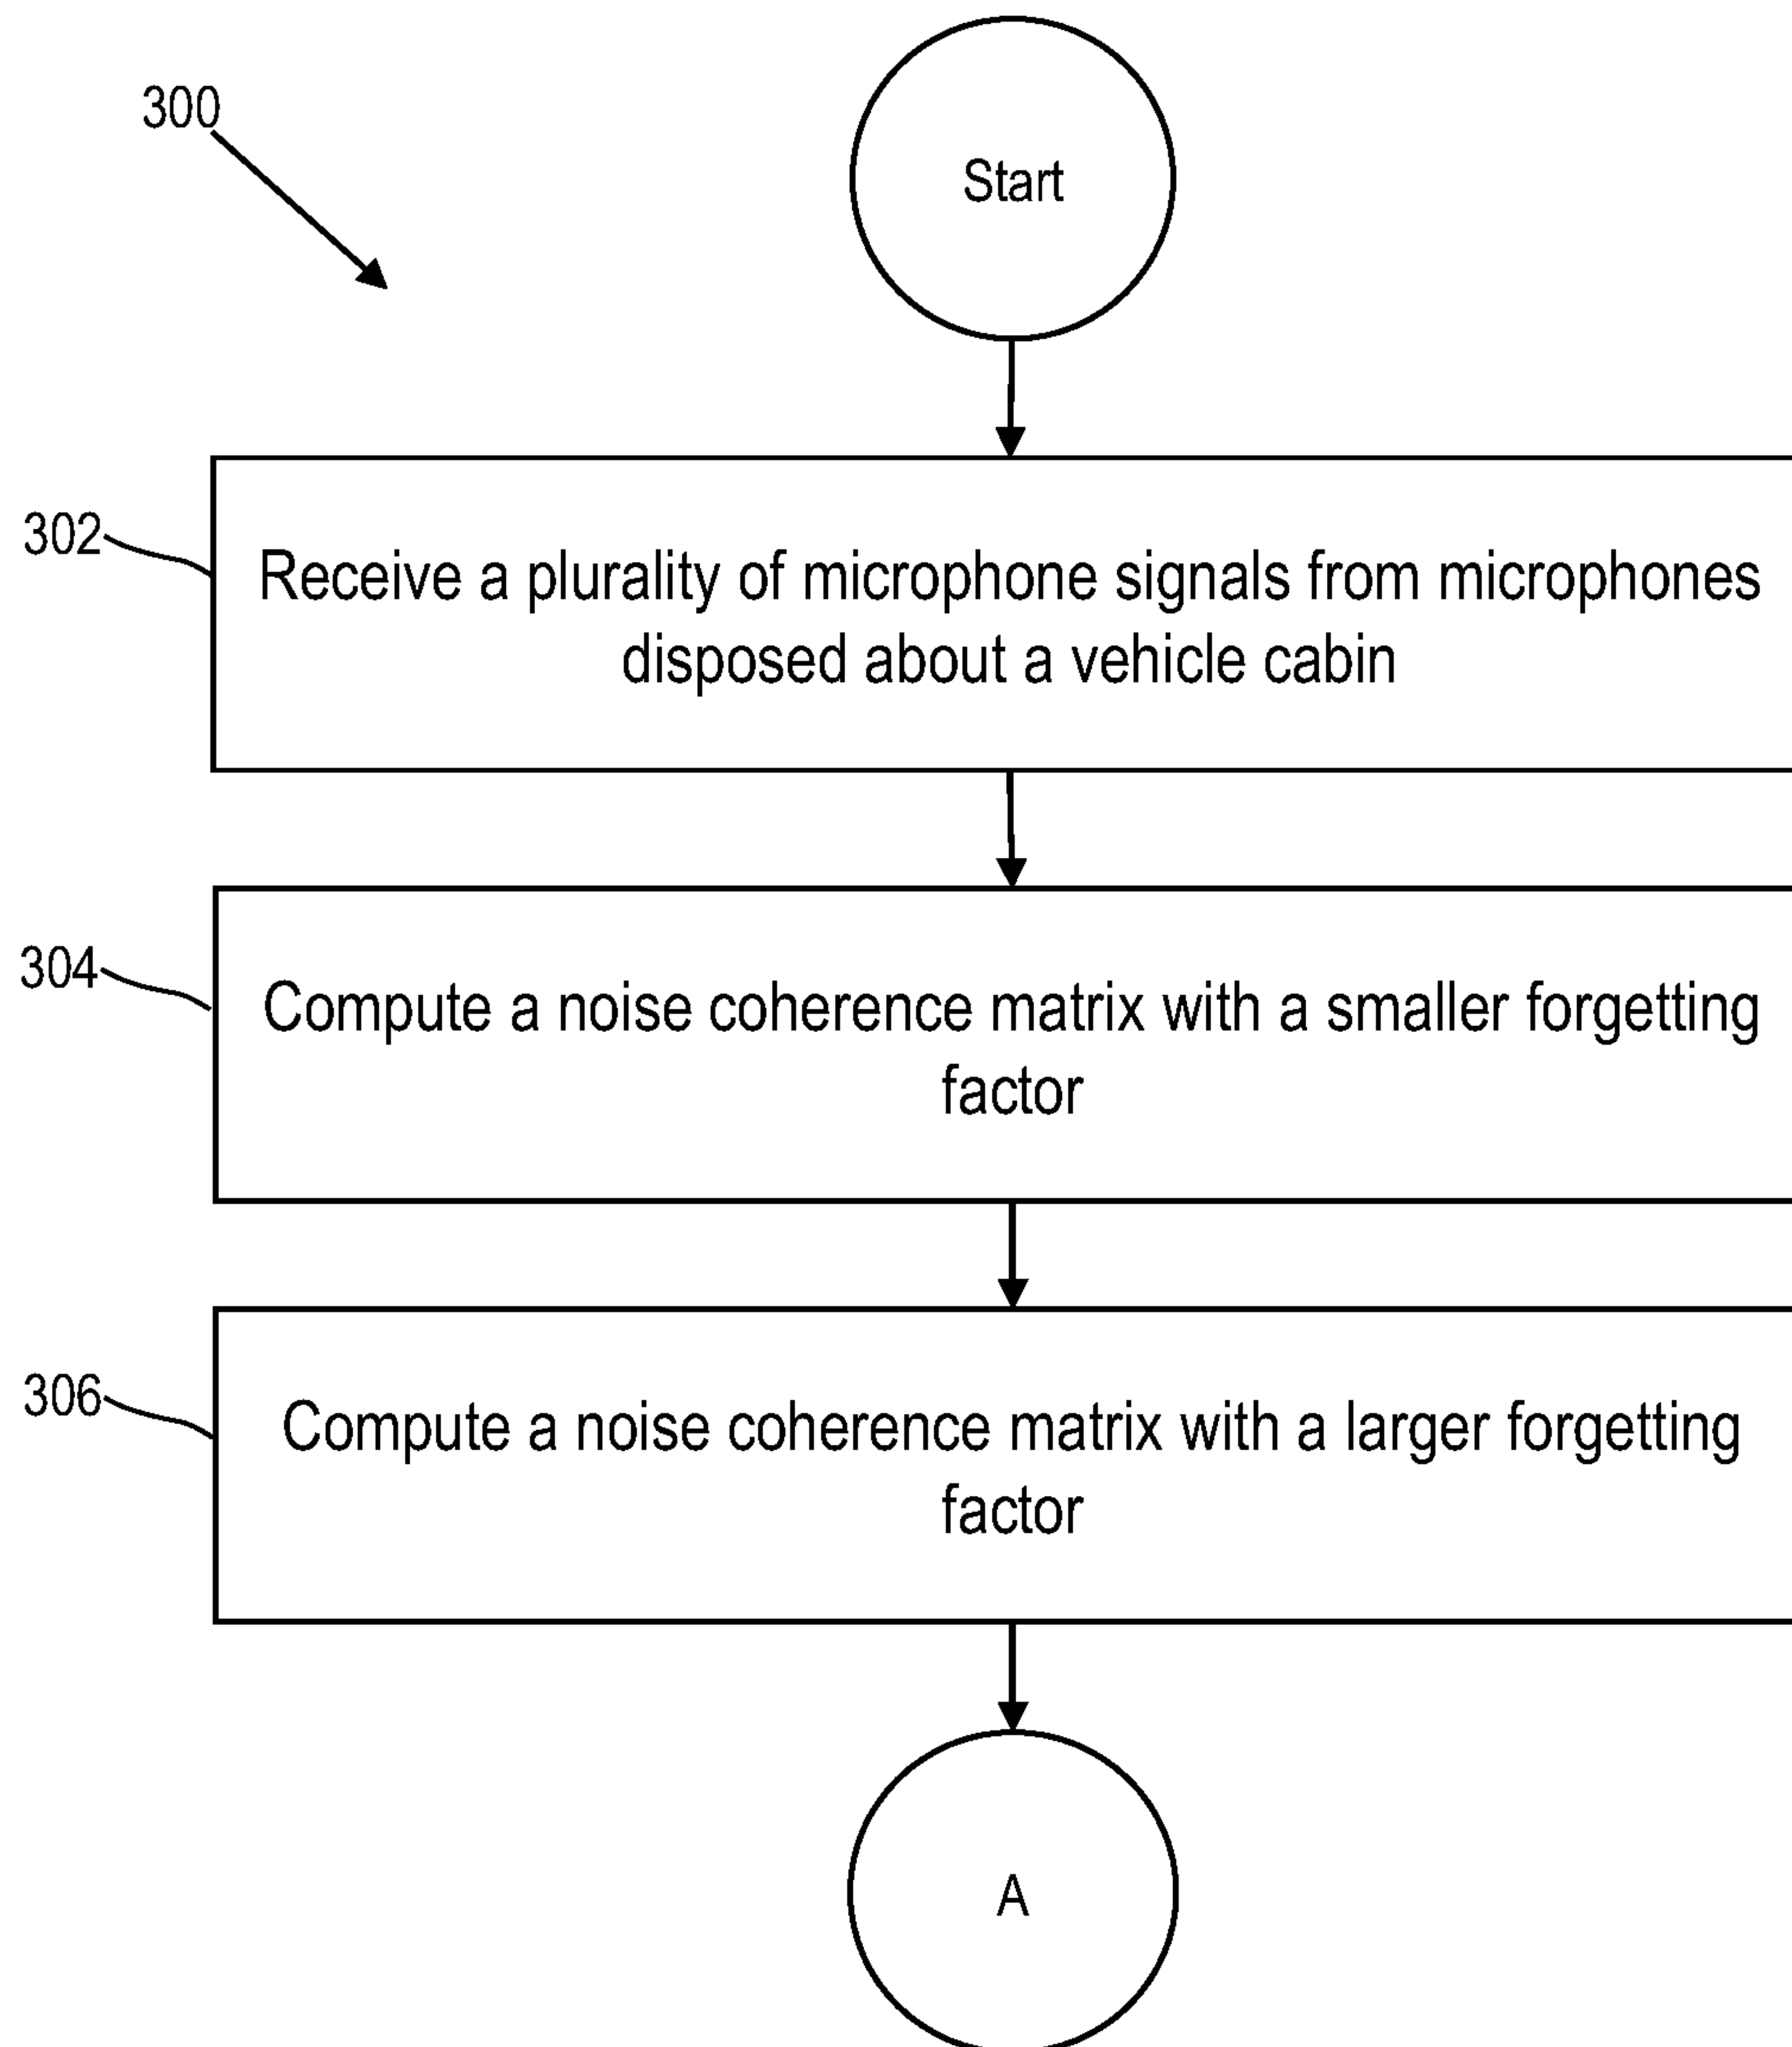 300
Start
302
Receive a plurality of microphone signals from microphones
disposed about a vehicle cabin
304
Compute a noise coherence matrix with a smaller forgetting
factor
306
Compute a noise coherence matrix with a larger forgetting
factor
A